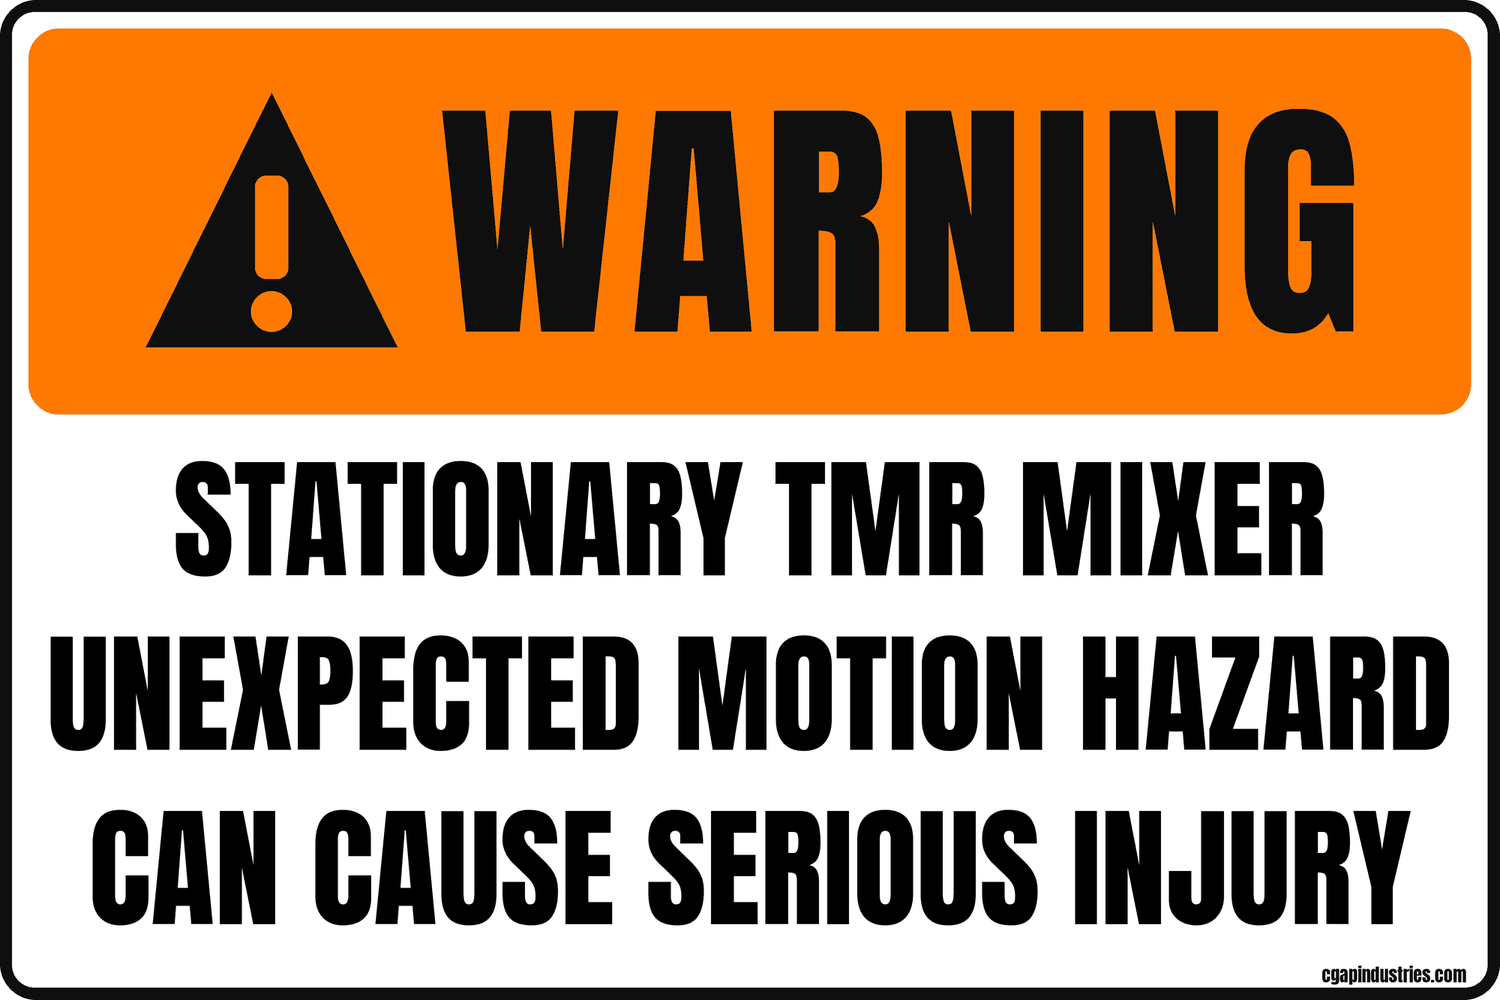 WARNING
STATIONARY TMR MIXER
UNEXPECTED MOTION HAZARD
CAN CAUSE SERIOUS INJURY
cgapindustries.com